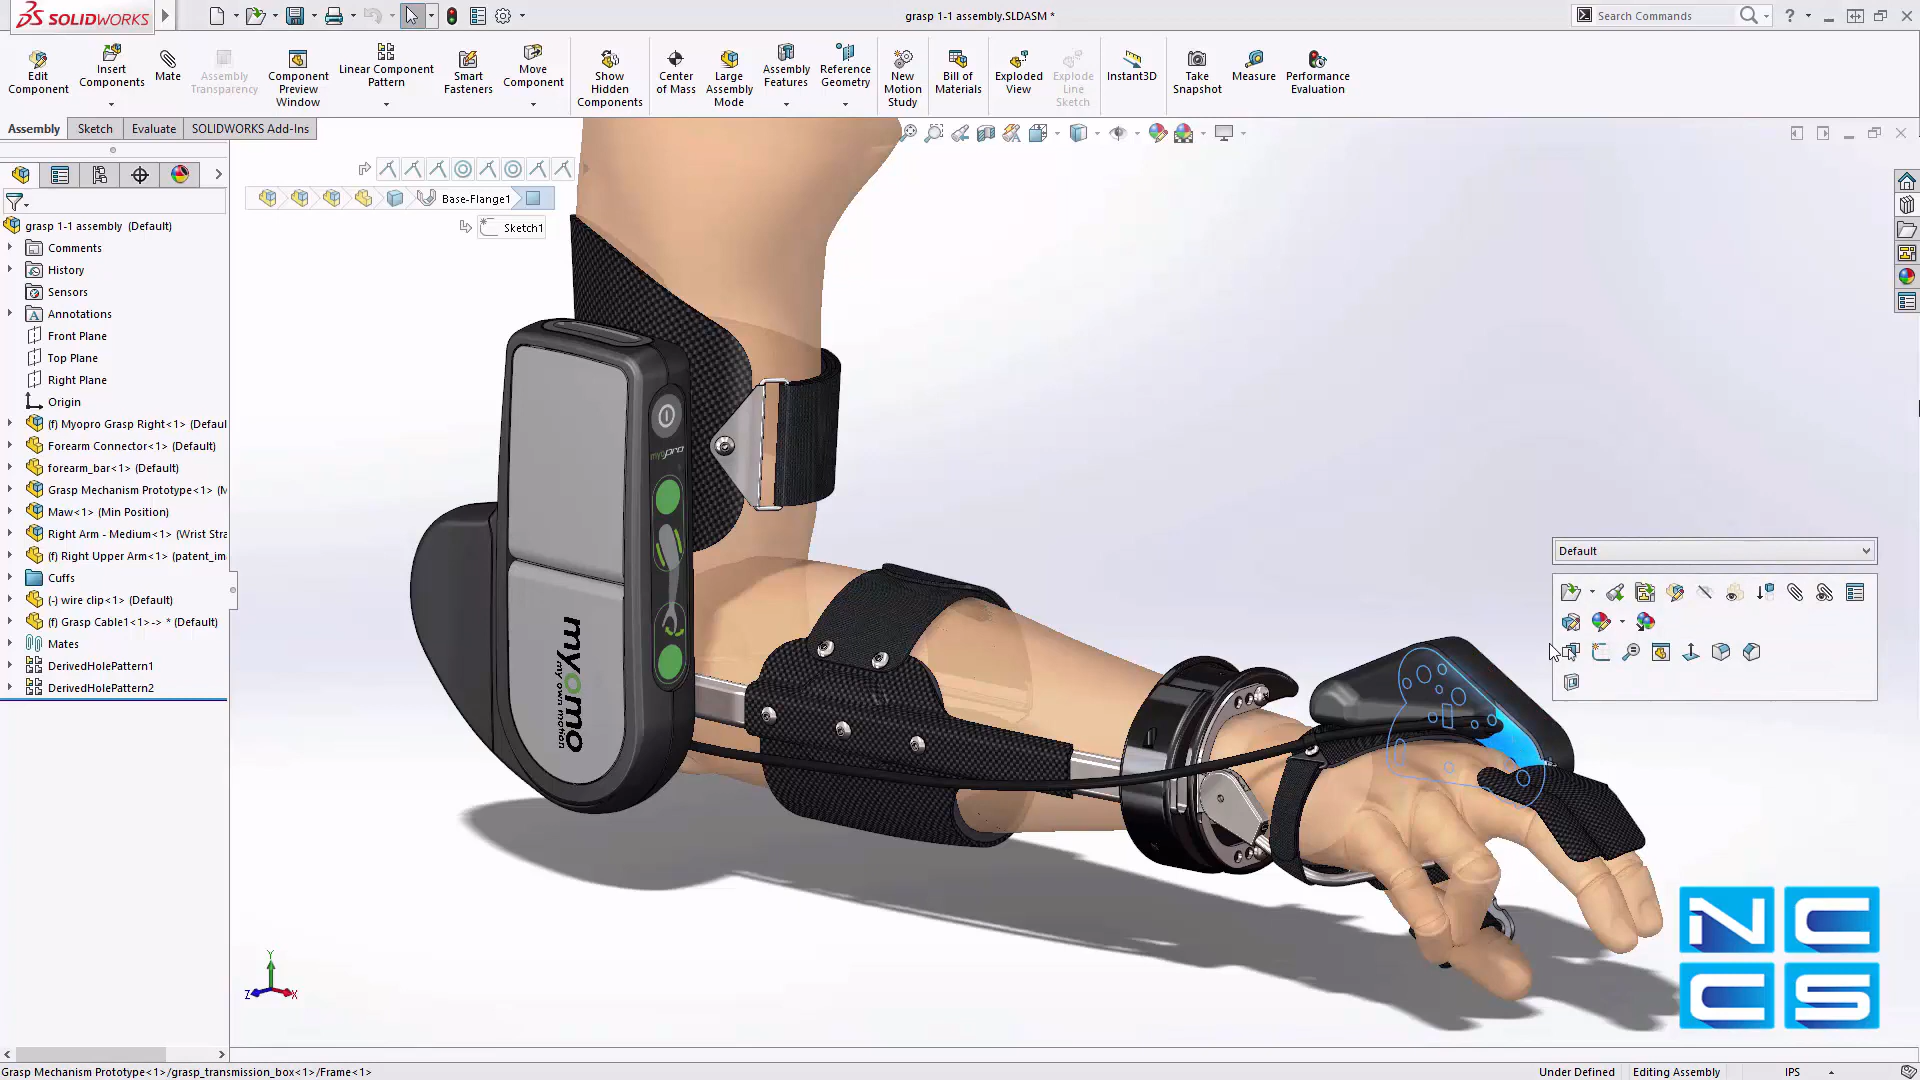 SOLIDWORKS
grasp 1-1 assembly.SLDASM *
Search Commands
?
Edit Component
Insert Components
Mate
Assembly Transparency
Component Preview Window
Linear Component Pattern
Smart Fasteners
Move Component
Show Hidden Components
Center of Mass
Large Assembly Mode
Assembly Features
Reference Geometry
New Motion Study
Bill of Materials
Exploded View
Explode Line Sketch
Instant3D
Take Snapshot
Measure
Performance Evaluation
Assembly
Sketch
Evaluate
SOLIDWORKS Add-Ins
Base-Flange1
Sketch1
grasp 1-1 assembly (Default)
Comments
History
Sensors
Annotations
Front Plane
Top Plane
Right Plane
Origin
(f) Myopro Grasp Right<1> (Defaul
Forearm Connector<1> (Default)
forearm_bar<1> (Default)
Grasp Mechanism Prototype<1> (M
Maw<1> (Min Position)
Right Arm - Medium<1> (Wrist Stra
(f) Right Upper Arm<1> (patent_im
Cuffs
(-) wire clip<1> (Default)
(f) Grasp Cable1<1>-> * (Default)
Mates
DerivedHolePattern1
DerivedHolePattern2
myopro
myomo
my own motion
Default
Y
Z
X
NCCS
Grasp Mechanism Prototype<1>/grasp_transmission_box<1>/Frame<1>
Under Defined
Editing Assembly
IPS